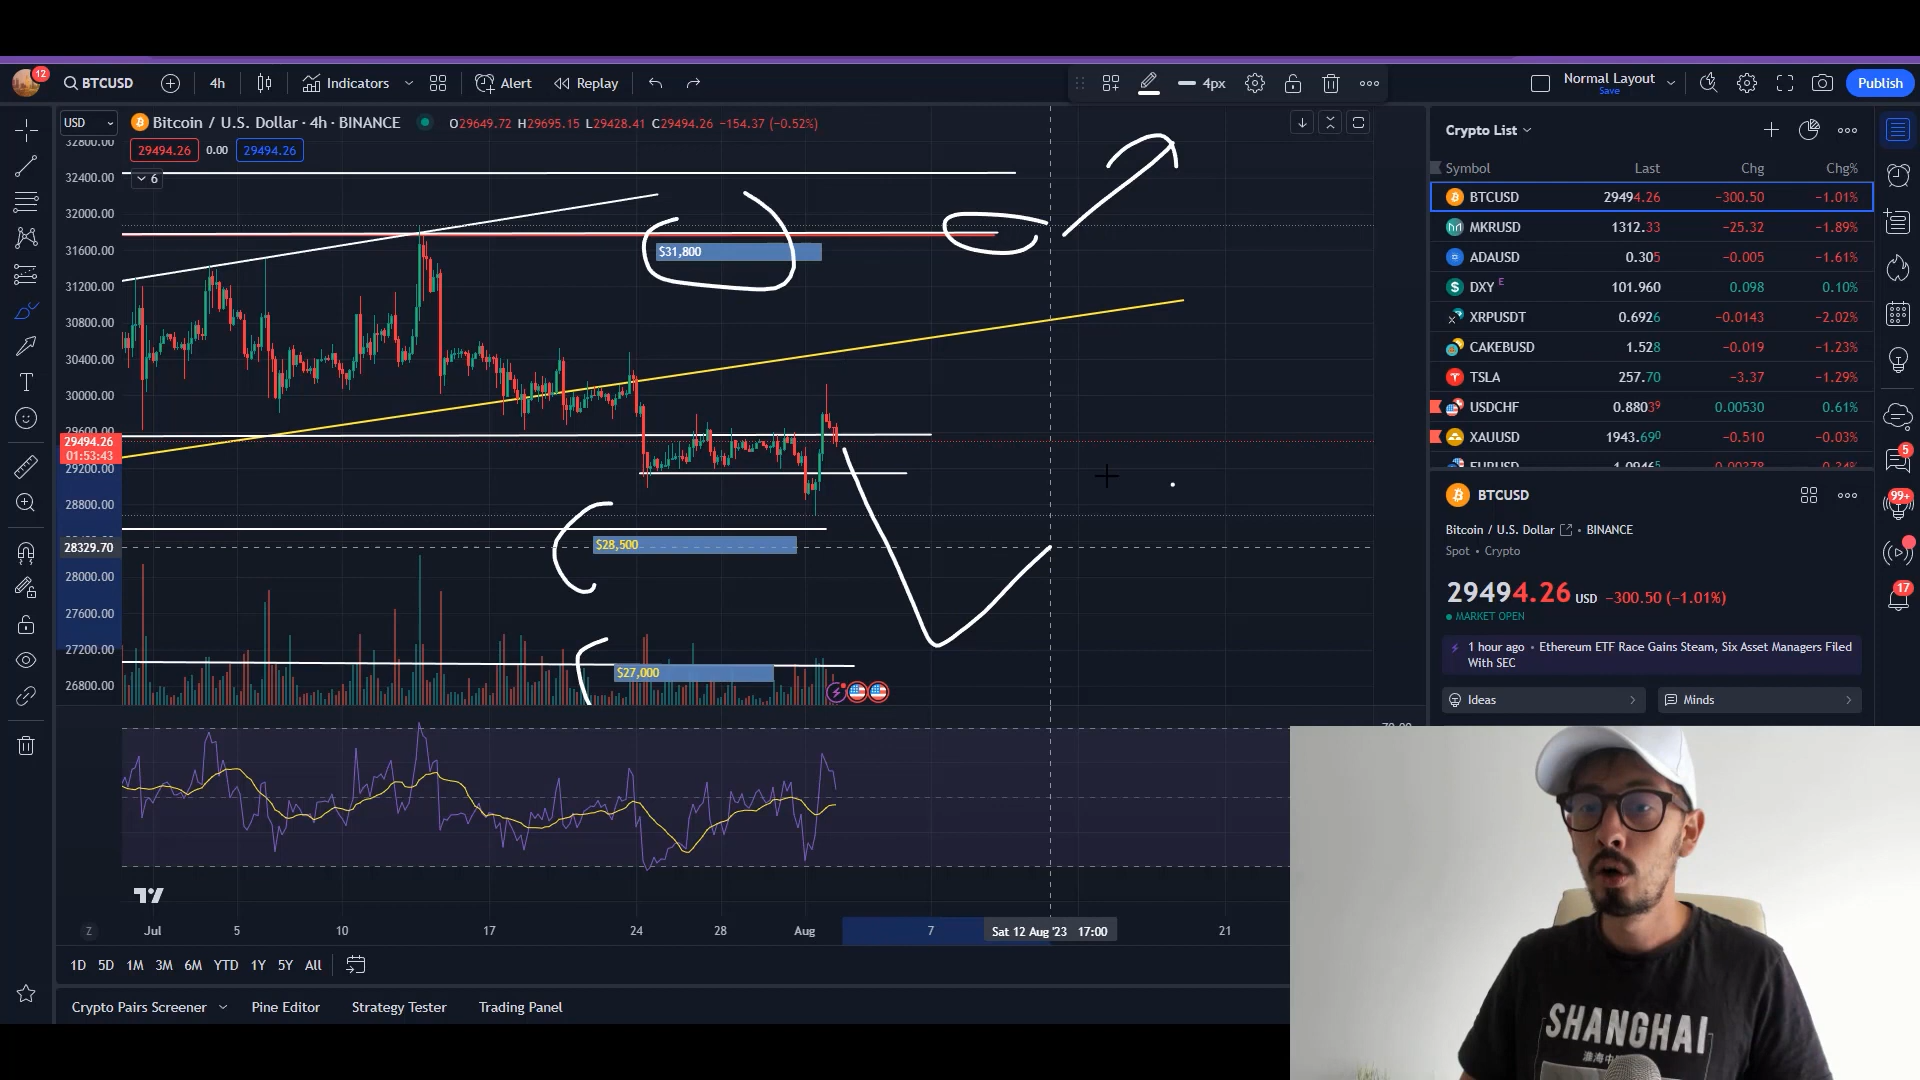 12
BTCUSD
4h
Indicators
Alert
Replay
4px
Normal Layout
Save
Publish
USD
Bitcoin / U.S. Dollar · 4h · BINANCE
O29649.72 H29695.15 L29428.41 C29494.26 −154.37 (−0.52%)
29494.26 0.00 29494.26
6
32800.00
32400.00
32000.00
31600.00
31200.00
30800.00
30400.00
30000.00
29600.00
29494.26
01:53:43
29200.00
28800.00
28329.70
28000.00
27600.00
27200.00
26800.00
$31,800
$28,500
$27,000
Z
Jul 5 10 17 24 28 Aug 7 Sat 12 Aug '23 17:00 21
1D 5D 1M 3M 6M YTD 1Y 5Y All
Crypto Pairs Screener Pine Editor Strategy Tester Trading Panel
Crypto List
Symbol Last Chg Chg%
BTCUSD 29494.26 −300.50 −1.01%
MKRUSD 1312.33 −25.32 −1.89%
ADAUSD 0.305 −0.005 −1.61%
DXY E 101.960 0.098 0.10%
XRPUSDT 0.6926 −0.0143 −2.02%
CAKEBUSD 1.528 −0.019 −1.23%
TSLA 257.70 −3.37 −1.29%
USDCHF 0.88039 0.00530 0.61%
XAUUSD 1943.690 −0.510 −0.03%
BTCUSD
Bitcoin / U.S. Dollar • BINANCE
Spot • Crypto
29494.26 USD −300.50 (−1.01%)
MARKET OPEN
1 hour ago • Ethereum ETF Race Gains Steam, Six Asset Managers Filed
With SEC
Ideas
Minds
5
99+
17
SHANGHAI